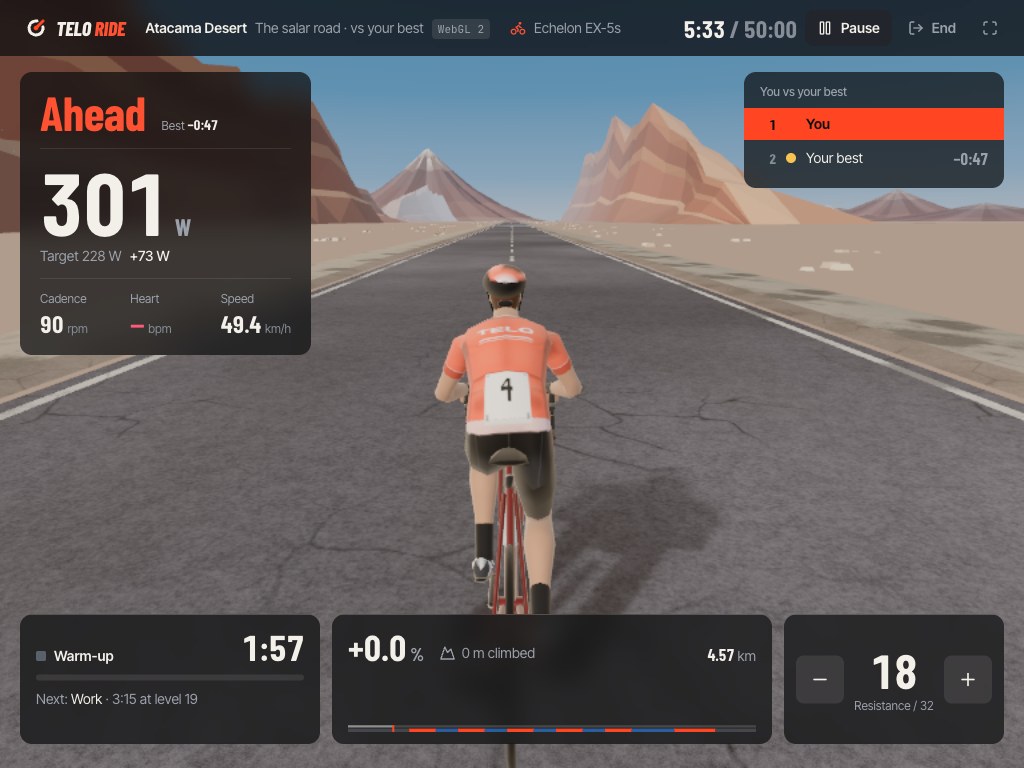 TELO RIDE Atacama Desert The salar road · vs your best WebGL 2 Echelon EX-5s 5:33 / 50:00 Pause End
Ahead Best −0:47
301 W
Target 228 W +73 W
Cadence Heart Speed
90 rpm – bpm 49.4 km/h
You vs your best
1 You
2 Your best −0:47
TELO
4
Warm-up 1:57
Next: Work · 3:15 at level 19
+0.0 % 0 m climbed 4.57 km
− 18 +
Resistance / 32